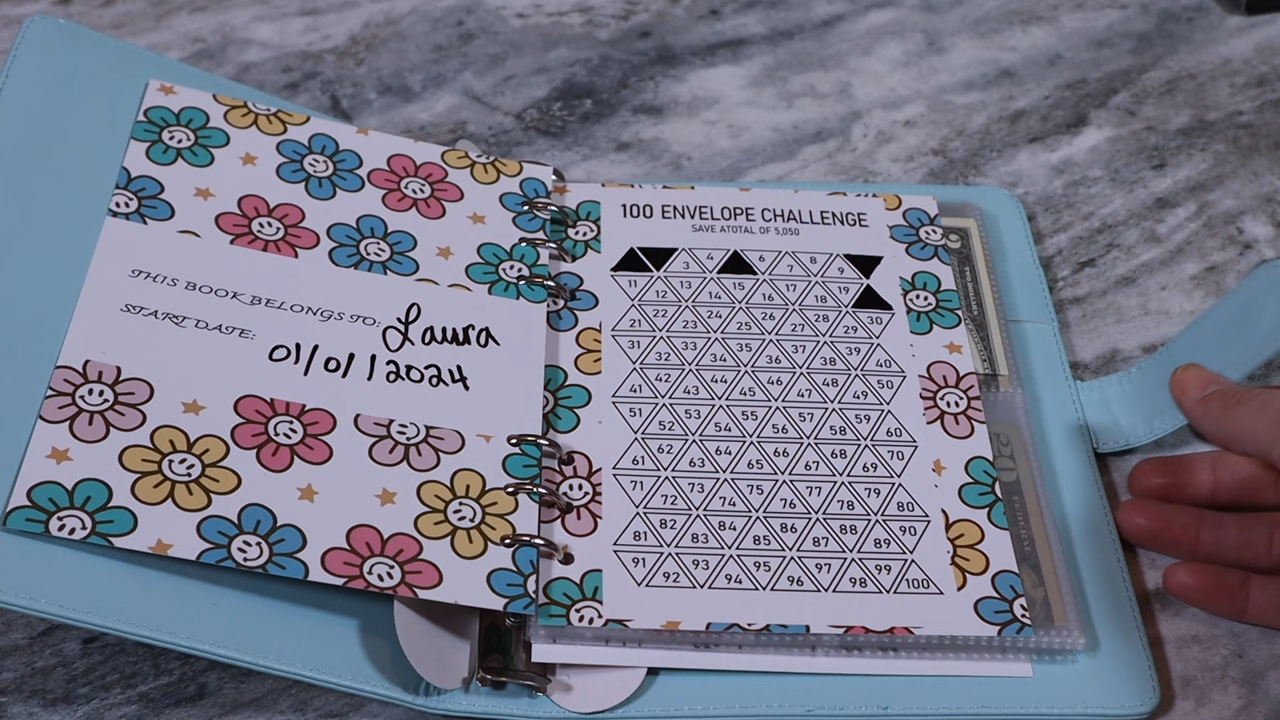 THIS BOOK BELONGS TO: Laura
START DATE: 01/01/2024
100 ENVELOPE CHALLENGE
SAVE ATOTAL OF 5,050
3 4 6 7 8 9
11 12 13 14 15 16 17 18 19
21 22 23 24 25 26 27 28 29 30
31 32 33 34 35 36 37 38 39 40
41 42 43 44 45 46 47 48 49 50
51 52 53 54 55 56 57 58 59 60
61 62 63 64 65 66 67 68 69 70
71 72 73 74 75 76 77 78 79 80
81 82 83 84 85 86 87 88 89 90
91 92 93 94 95 96 97 98 99 100